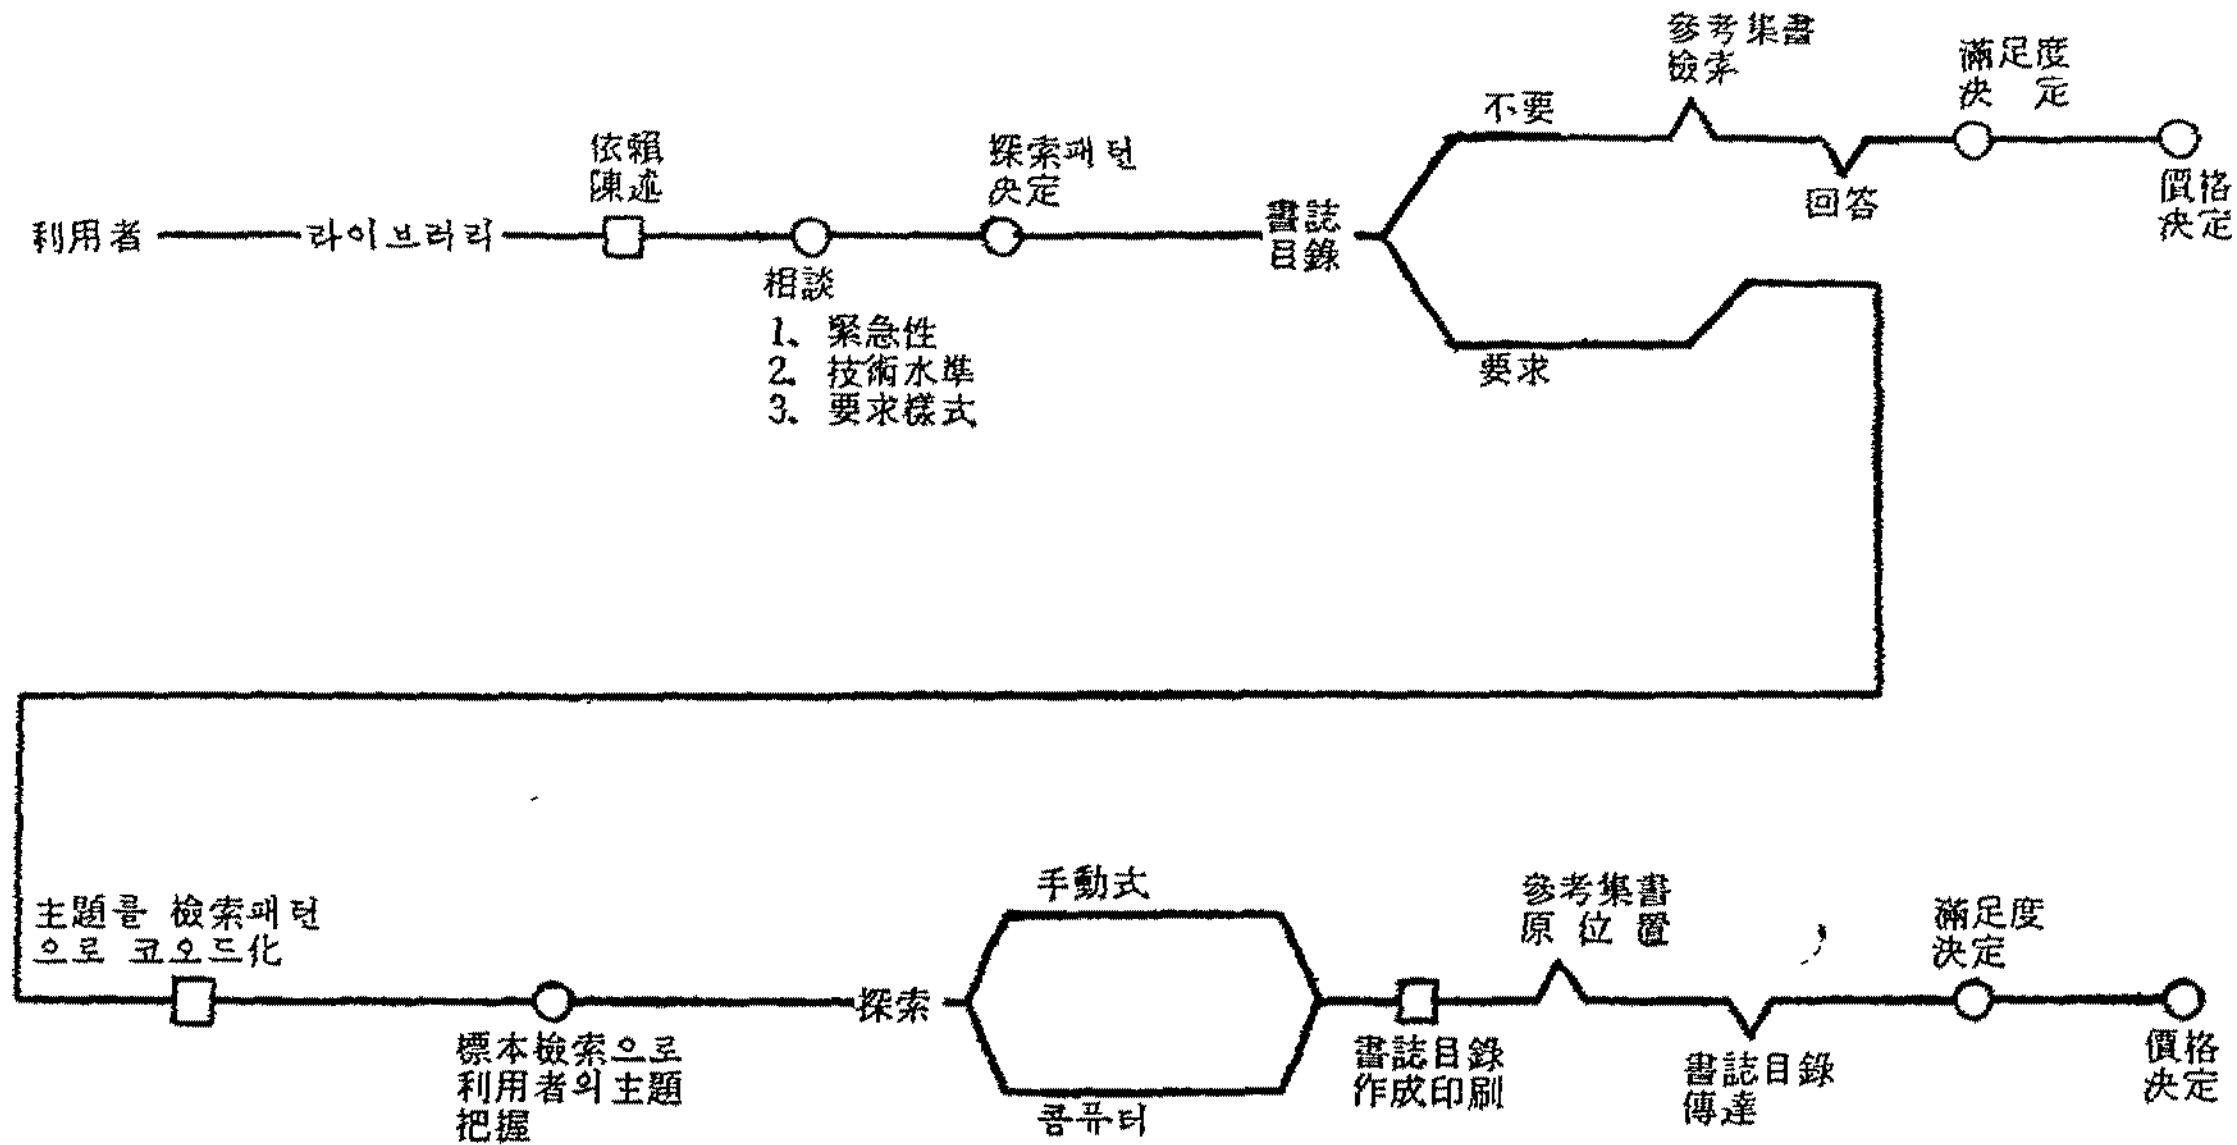 參考集書
檢索
滿足度
決 定
不要
依賴
陳述
探索패턴
決定
回答
價格
決定
利用者
라이브러리
書誌
目錄
相談
1. 緊急性
2. 技術水準
3. 要求樣式
要求
手動式
主題를 檢索패턴
으로 코오드化
參考集書
原 位 置
滿足度
決定
探索
標本檢索으로
利用者의 主題
把握
콤퓨터
書誌目錄
作成印刷
書誌目錄
傳達
價格
決定